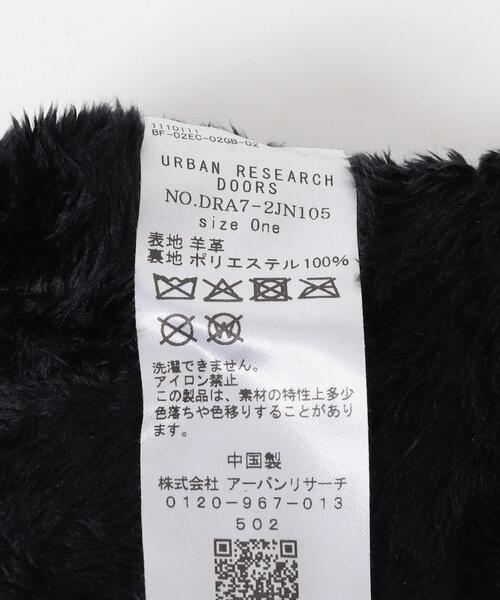 1110111
BF-02EC-02GB-02
URBAN RESEARCH
DOORS
NO.DRA7-2JN105
size One
表地 羊革
裏地 ポリエステル 100%
W
洗濯できません。
アイロン禁止
この製品は、素材の特性上多少
色落ちや色移りすることがあり
ます。
中国製
株式会社 アーバンリサーチ
0120-967-013
502